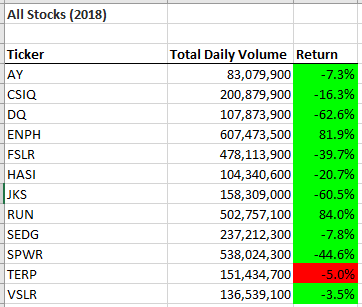 All Stocks (2018)
Ticker Total Daily Volume Return
AY 83,079,900 -7.3%
CSIQ 200,879,900 -16.3%
DQ 107,873,900 -62.6%
ENPH 607,473,500 81.9%
FSLR 478,113,900 -39.7%
HASI 104,340,600 -20.7%
JKS 158,309,000 -60.5%
RUN 502,757,100 84.0%
SEDG 237,212,300 -7.8%
SPWR 538,024,300 -44.6%
TERP 151,434,700 -5.0%
VSLR 136,539,100 -3.5%